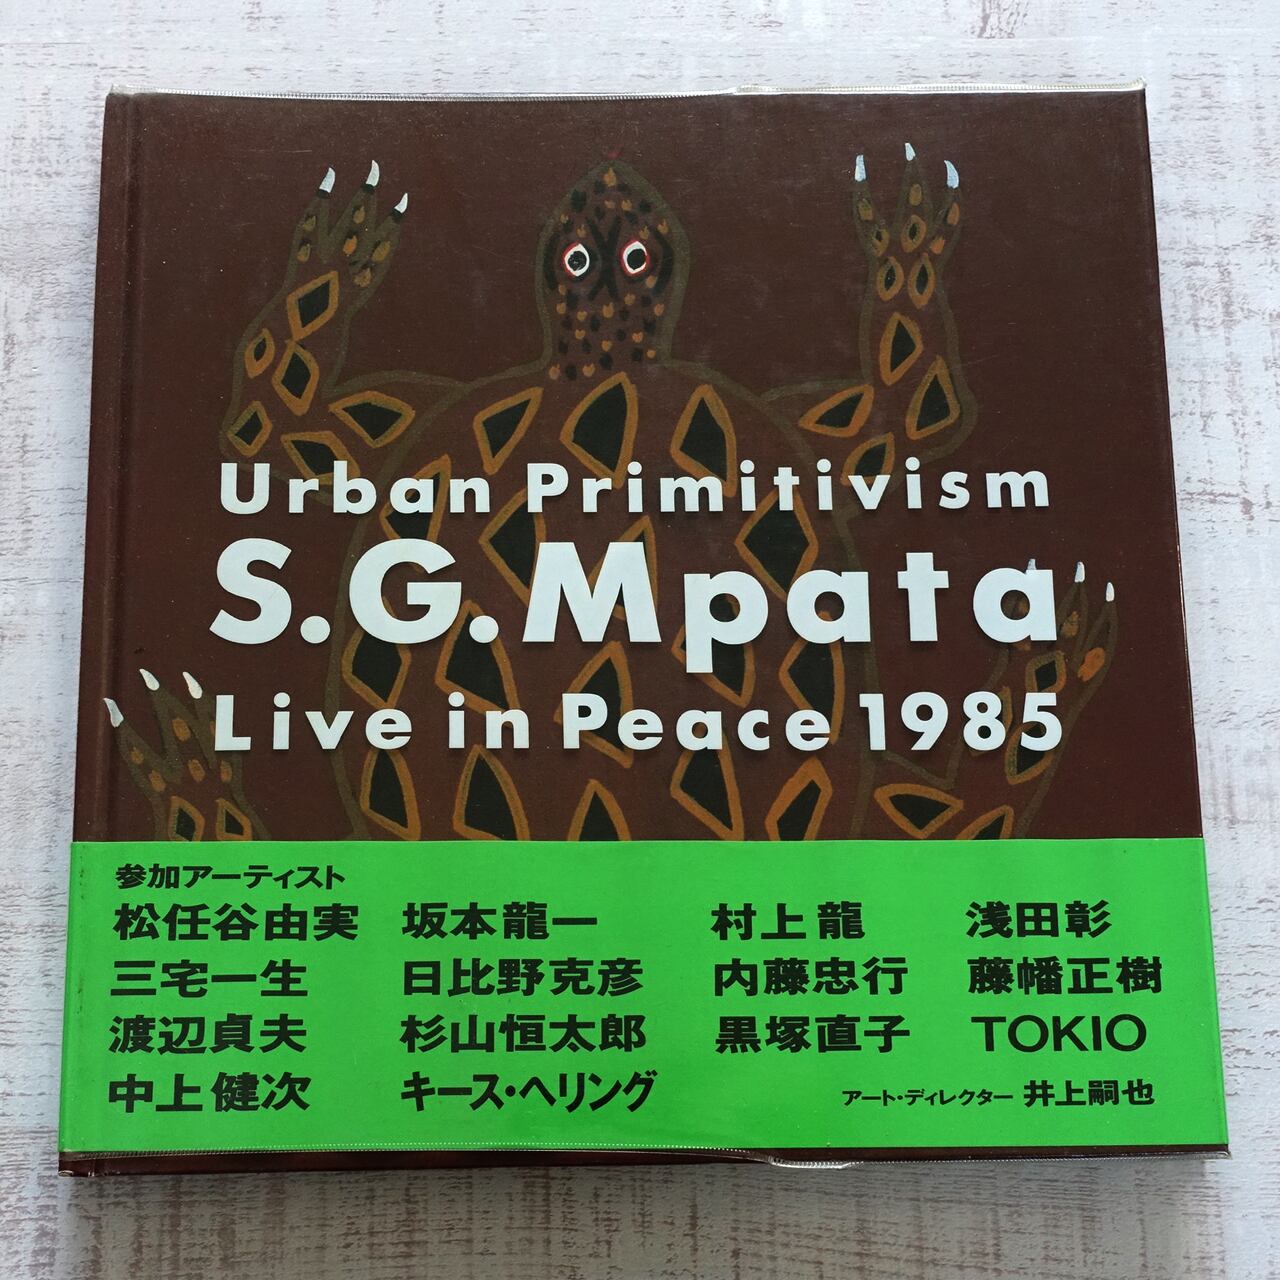 Urban Primitivism
S.G.Mpata
Live in Peace 1985
参加アーティスト
松任谷由実 坂本龍一 村上龍 浅田彰
三宅一生 日比野克彦 内藤忠行 藤幡正樹
渡辺貞夫 杉山恒太郎 黒塚直子 TOKIO
中上健次 キース・ヘリング アート・ディレクター 井上嗣也